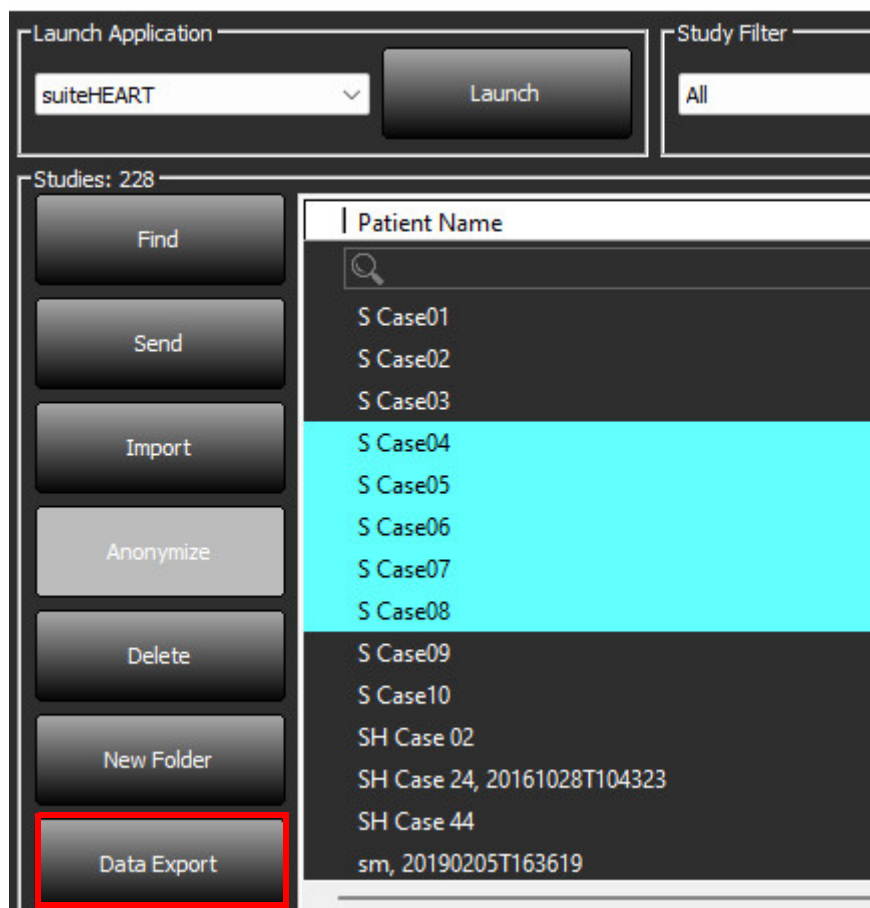 Launch Application
suiteHEART
Launch
Study Filter
All
Studies: 228
Find
Send
Import
Anonymize
Delete
New Folder
Data Export
Patient Name
S Case01
S Case02
S Case03
S Case04
S Case05
S Case06
S Case07
S Case08
S Case09
S Case10
SH Case 02
SH Case 24, 20161028T104323
SH Case 44
sm, 20190205T163619